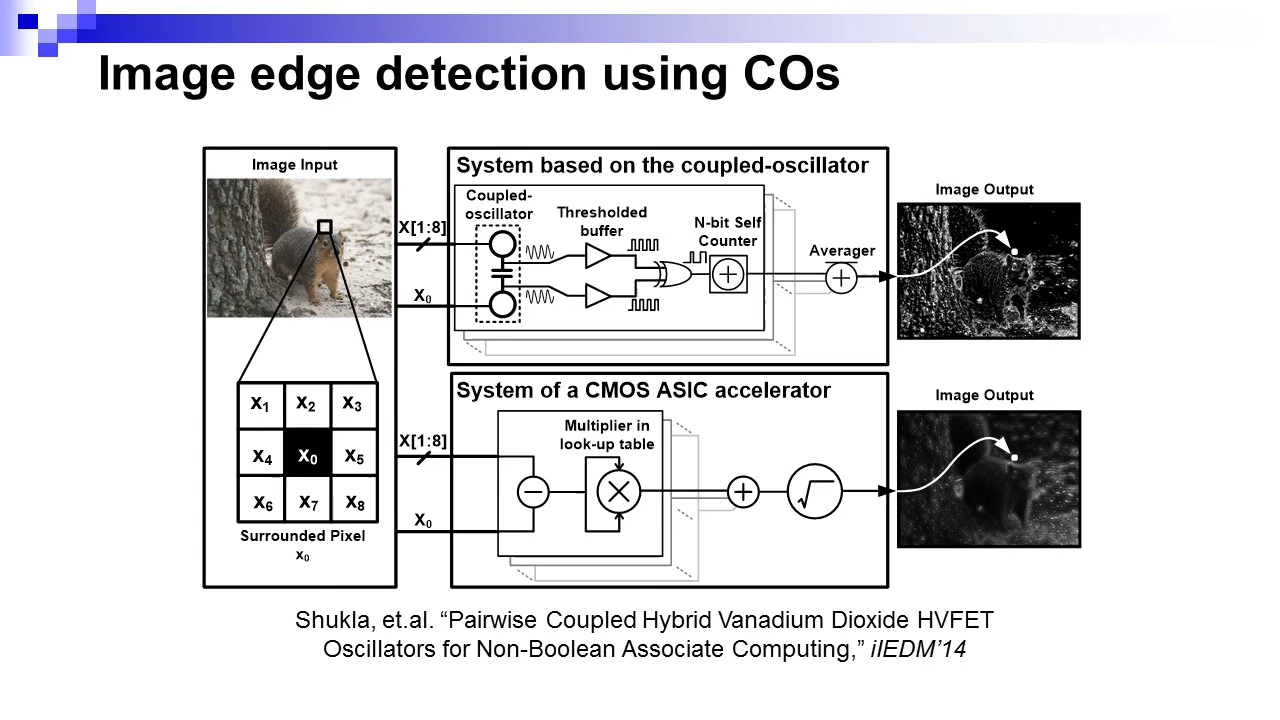 Image edge detection using COs
Image Input
X[1:8]
X₀
x₁ x₂ x₃
x₄ x₀ x₅
x₆ x₇ x₈
Surrounded Pixel
x₀
X[1:8]
X₀
System based on the coupled-oscillator
Coupled-
oscillator
Thresholded
buffer
N-bit Self
Counter
Averager
Image Output
System of a CMOS ASIC accelerator
Multiplier in
look-up table
Image Output
Shukla, et.al. “Pairwise Coupled Hybrid Vanadium Dioxide HVFET
Oscillators for Non-Boolean Associate Computing,” iIEDM’14